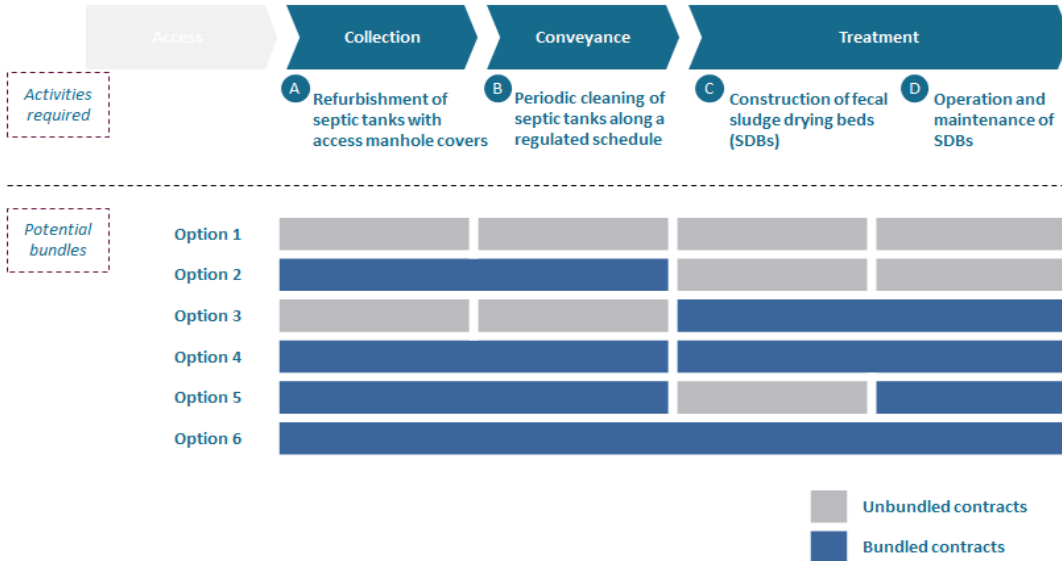 Access
Collection
Conveyance
Treatment
Activities
required
A
Refurbishment of
septic tanks with
access manhole covers
B
Periodic cleaning of
septic tanks along a
regulated schedule
C
Construction of fecal
sludge drying beds
(SDBs)
D
Operation and
maintenance of
SDBs
Potential
bundles
Option 1
Option 2
Option 3
Option 4
Option 5
Option 6
Unbundled contracts
Bundled contracts